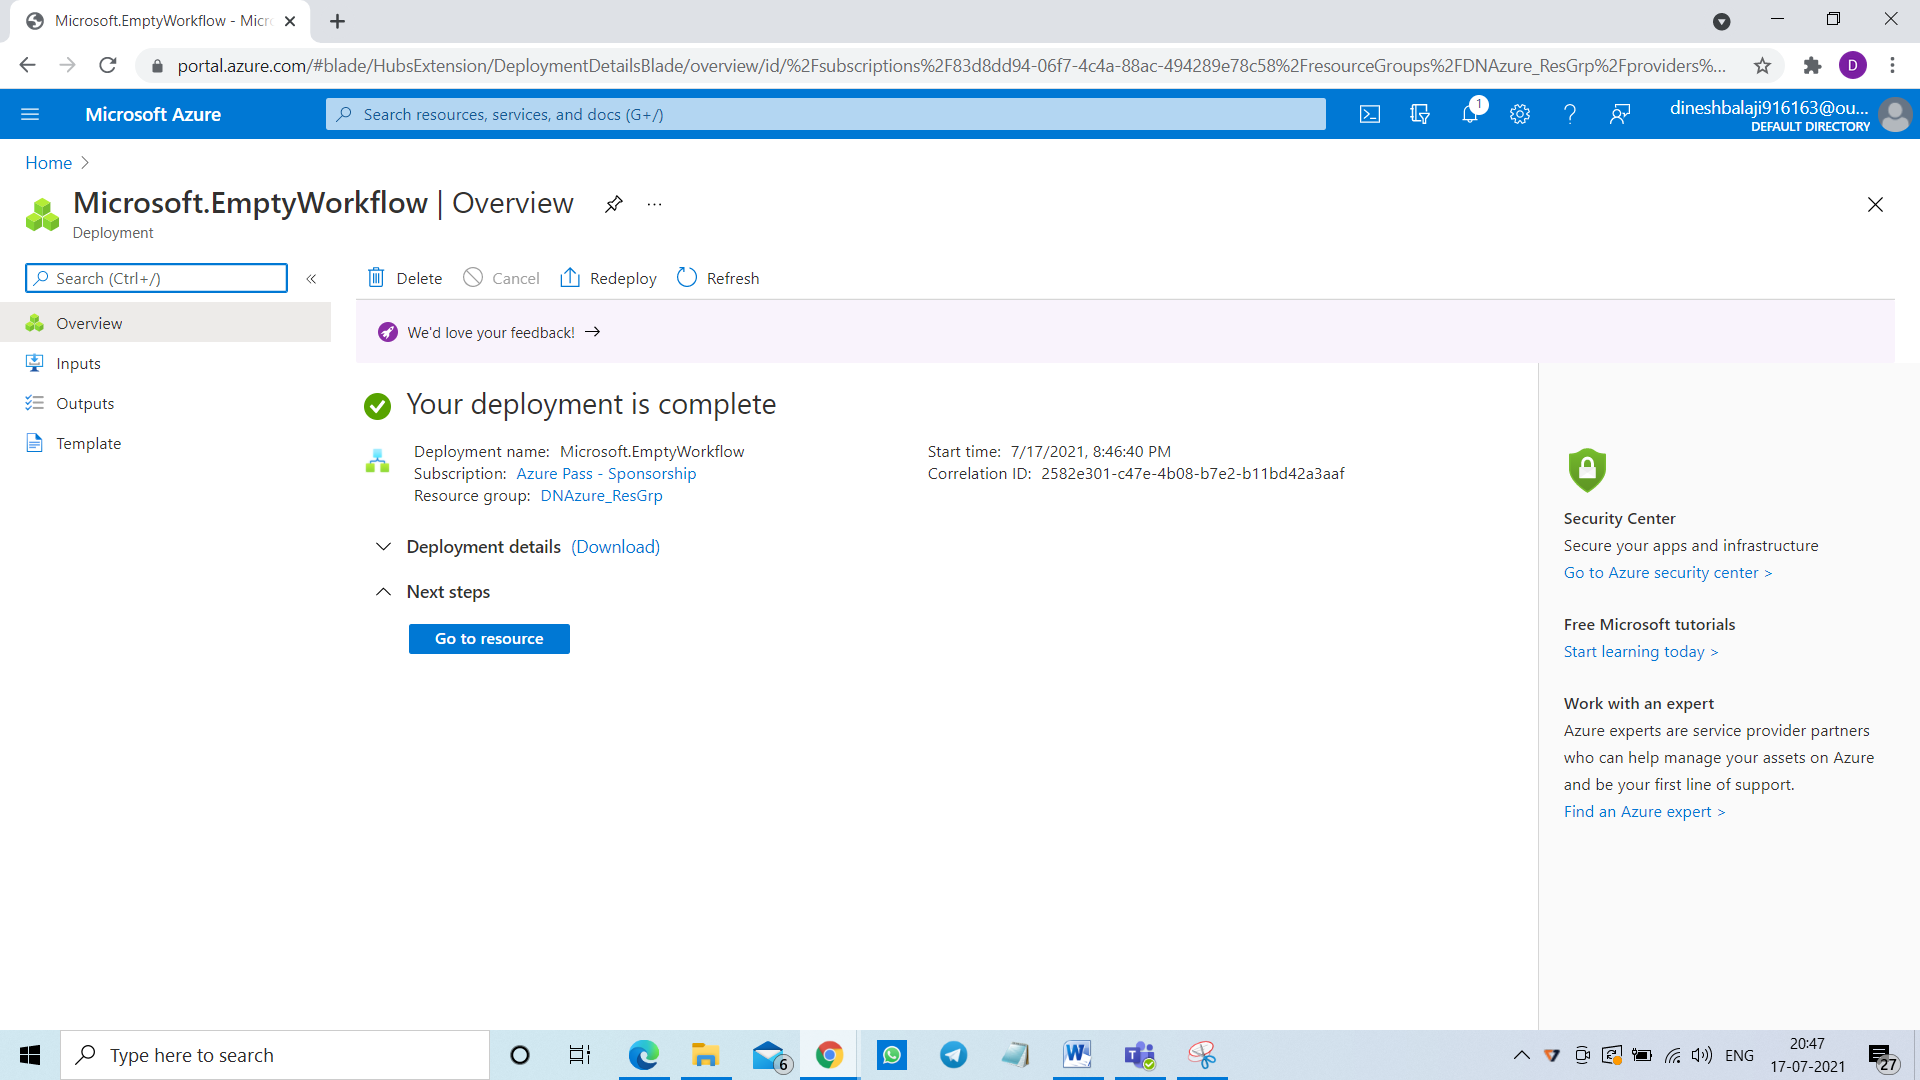 Microsoft.EmptyWorkflow - Micr
portal.azure.com/#blade/HubsExtension/DeploymentDetailsBlade/overview/id/%2Fsubscriptions%2F83d8dd94-06f7-4c4a-88ac-494289e78c58%2FresourceGroups%2FDNAzure_ResGrp%2Fproviders%...
D
Microsoft Azure
Search resources, services, and docs (G+/)
1
dineshbalaji916163@ou...
DEFAULT DIRECTORY
Home
Microsoft.EmptyWorkflow | Overview
Deployment
Search (Ctrl+/)
Overview
Inputs
Outputs
Template
Delete
Cancel
Redeploy
Refresh
We'd love your feedback!
Your deployment is complete
Deployment name: Microsoft.EmptyWorkflow
Subscription: Azure Pass - Sponsorship
Resource group: DNAzure_ResGrp
Start time: 7/17/2021, 8:46:40 PM
Correlation ID: 2582e301-c47e-4b08-b7e2-b11bd42a3aaf
Deployment details (Download)
Next steps
Go to resource
Security Center
Secure your apps and infrastructure
Go to Azure security center >
Free Microsoft tutorials
Start learning today >
Work with an expert
Azure experts are service provider partners
who can help manage your assets on Azure
and be your first line of support.
Find an Azure expert >
Type here to search
6
ENG
20:47
17-07-2021
27